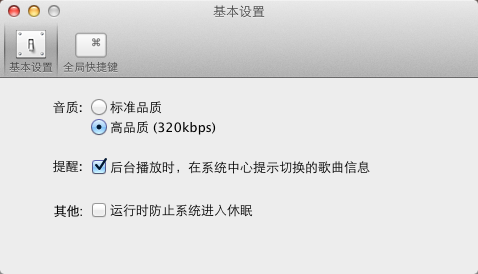 基本设置
基本设置 全局快捷键
音质: 标准品质
高品质 (320kbps)
提醒: 后台播放时，在系统中心提示切换的歌曲信息
其他: 运行时防止系统进入休眠